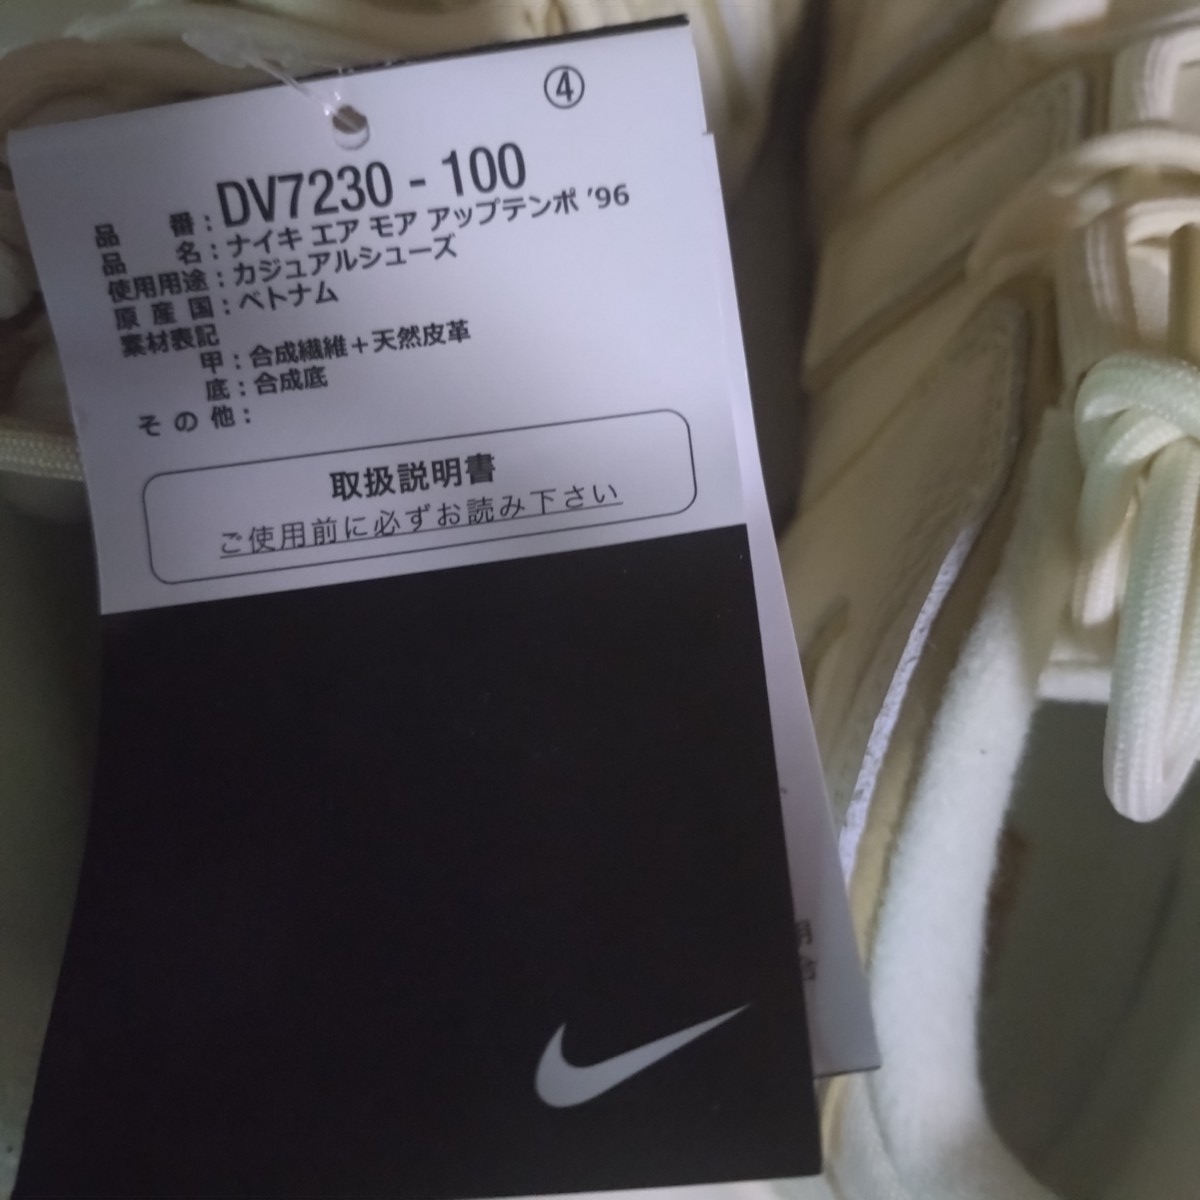 ④
品番：DV7230 - 100
品名：ナイキ エア モア アップテンポ '96
使用用途：カジュアルシューズ
原産国：ベトナム
素材表記
甲：合成繊維＋天然皮革
底：合成底
その他：
取扱説明書
ご使用前に必ずお読み下さい